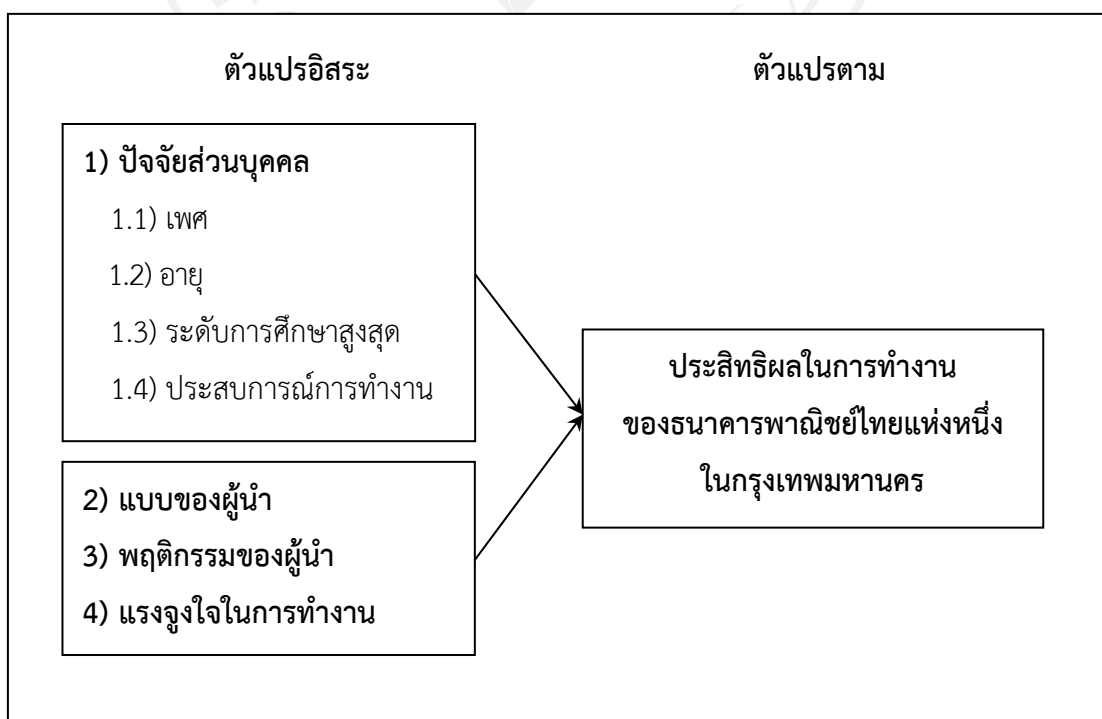 ตัวแปรอิสระ
ตัวแปรตาม
1) ปัจจัยส่วนบุคคล
1.1) เพศ
1.2) อายุ
1.3) ระดับการศึกษาสูงสุด
1.4) ประสบการณ์การทำงาน
2) แบบของผู้นำ
3) พฤติกรรมของผู้นำ
4) แรงจูงใจในการทำงาน
ประสิทธิผลในการทำงาน
ของธนาคารพาณิชย์ไทยแห่งหนึ่ง
ในกรุงเทพมหานคร